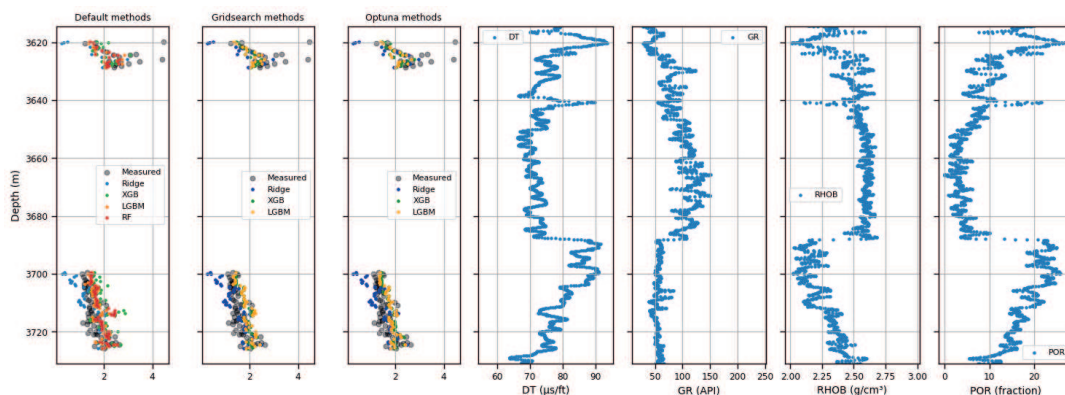 Default methods
Gridsearch methods
Optuna methods
Depth (m)
3620
3640
3660
3680
3700
3720
Measured
Ridge
XGB
LGBM
RF
0 2 4
Measured
Ridge
XGB
LGBM
0 2 4
Measured
Ridge
XGB
LGBM
0 2 4
DT
60 70 80 90
DT (µs/ft)
GR
50 100 150 200 250
GR (API)
RHOB
2.00 2.25 2.50 2.75 3.00
RHOB (g/cm³)
POR
0 10 20
POR (fraction)